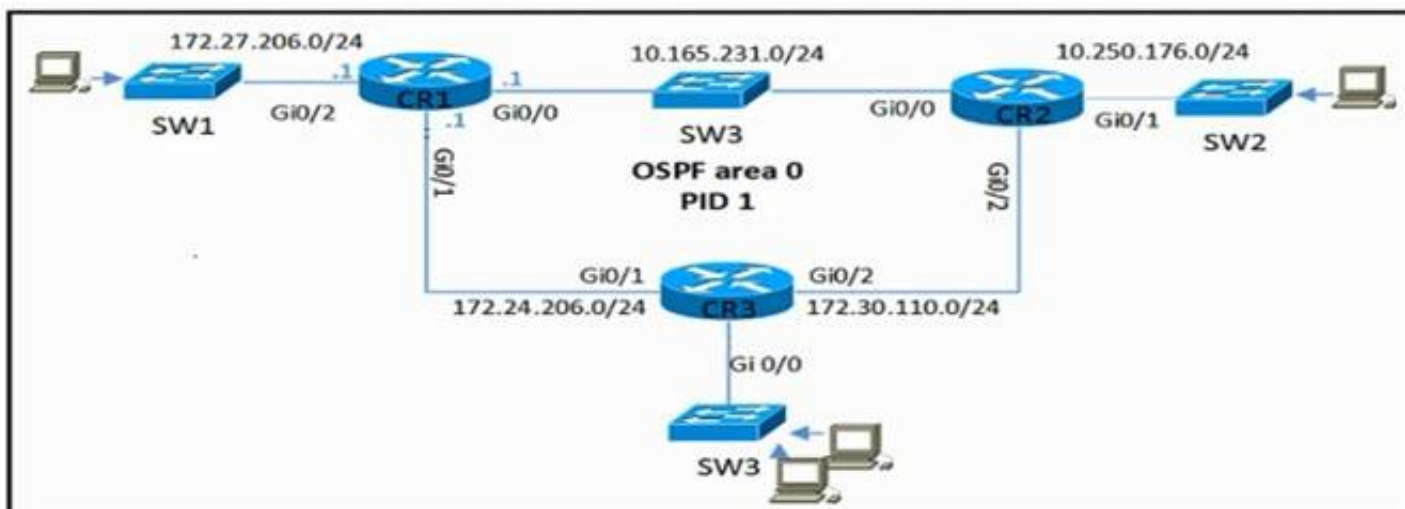 172.27.206.0/24
10.165.231.0/24
10.250.176.0/24
.1
CR1
.1
SW1
Gi0/2
.1
Gi0/0
SW3
Gi0/0
CR2
Gi0/1
SW2
Gi0/1
OSPF area 0
PID 1
Gi0/2
Gi0/1
Gi0/2
172.24.206.0/24
CR3
172.30.110.0/24
Gi 0/0
SW3